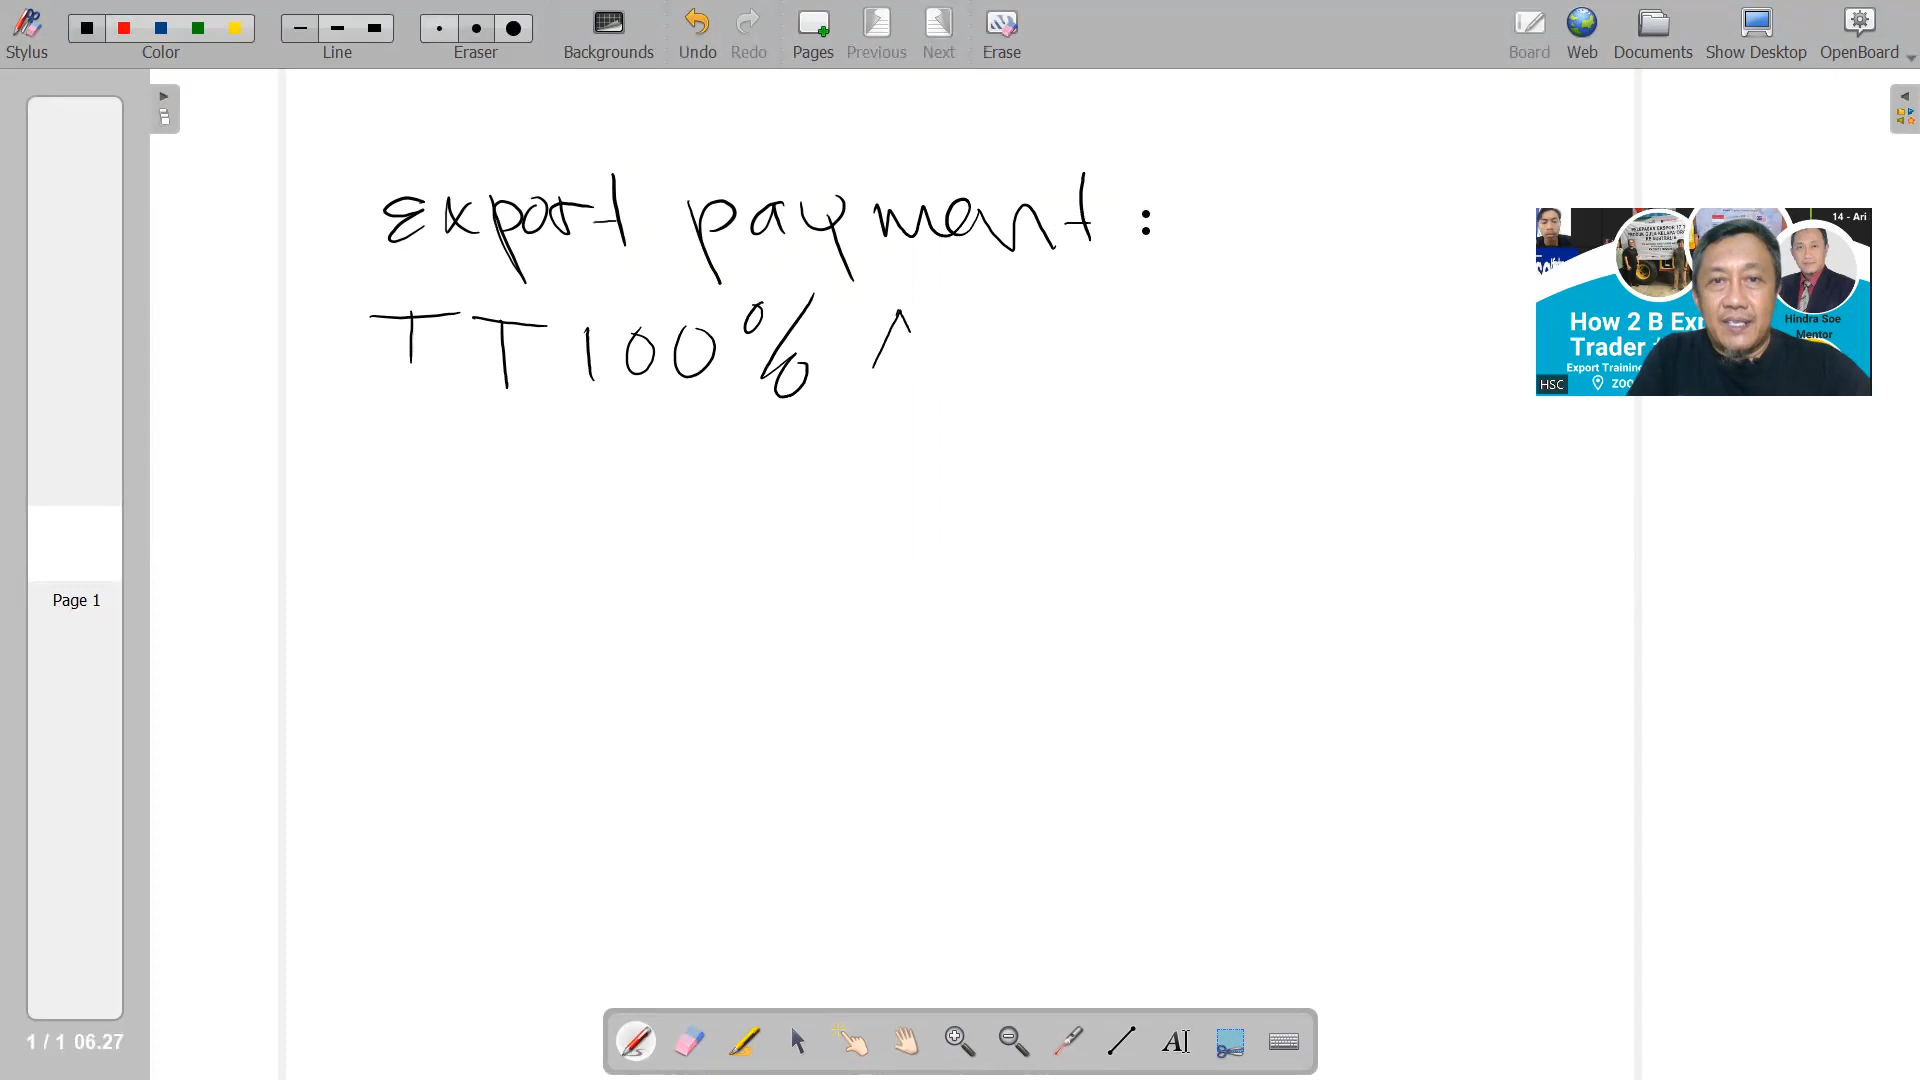 Stylus
Color
Line
Eraser
Backgrounds
Undo
Redo
Pages
Previous
Next
Erase
Board
Web
Documents
Show Desktop
OpenBoard
Export payment :
TT 100%
14 - Ari
How 2 B Exp
Trader
Export Training
ZOO
Hindra Soe
Mentor
HSC
Page 1
1 / 1 06.27
AI